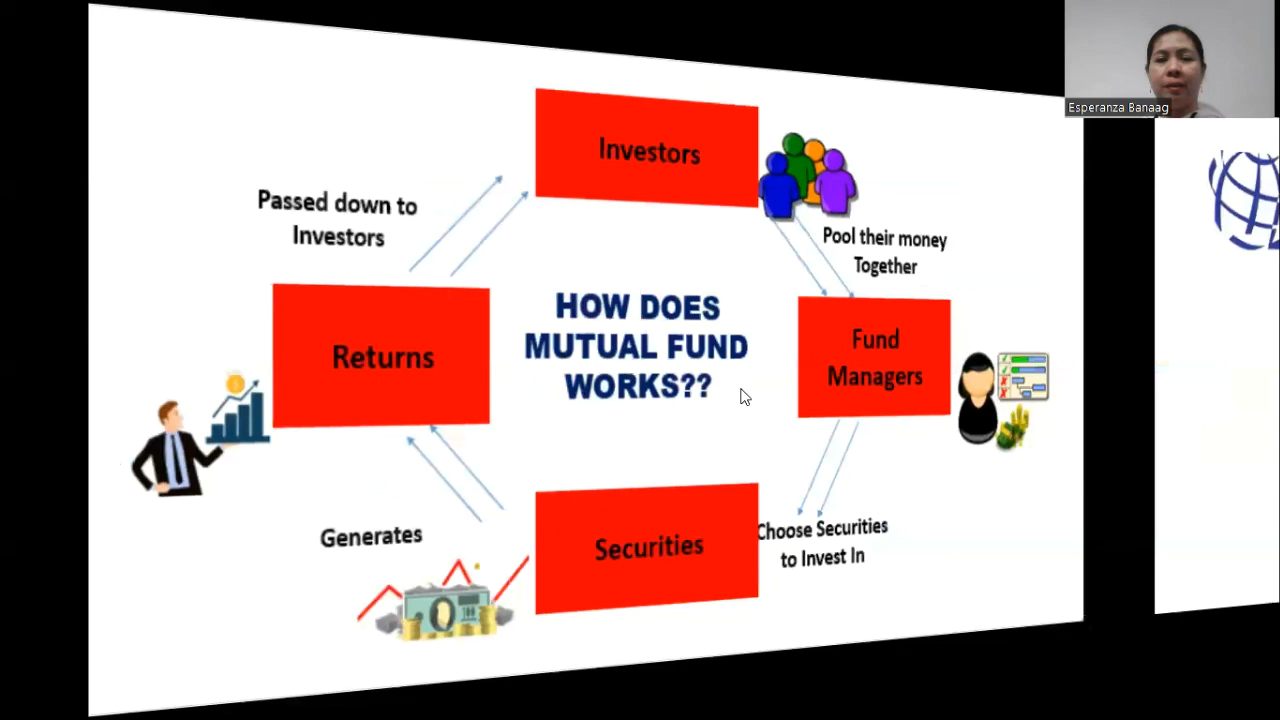 Esperanza Banaag
Investors
Passed down to
Investors
Pool their money
Together
HOW DOES
MUTUAL FUND
WORKS??
Returns
Fund
Managers
Generates
Securities
Choose Securities
to Invest In